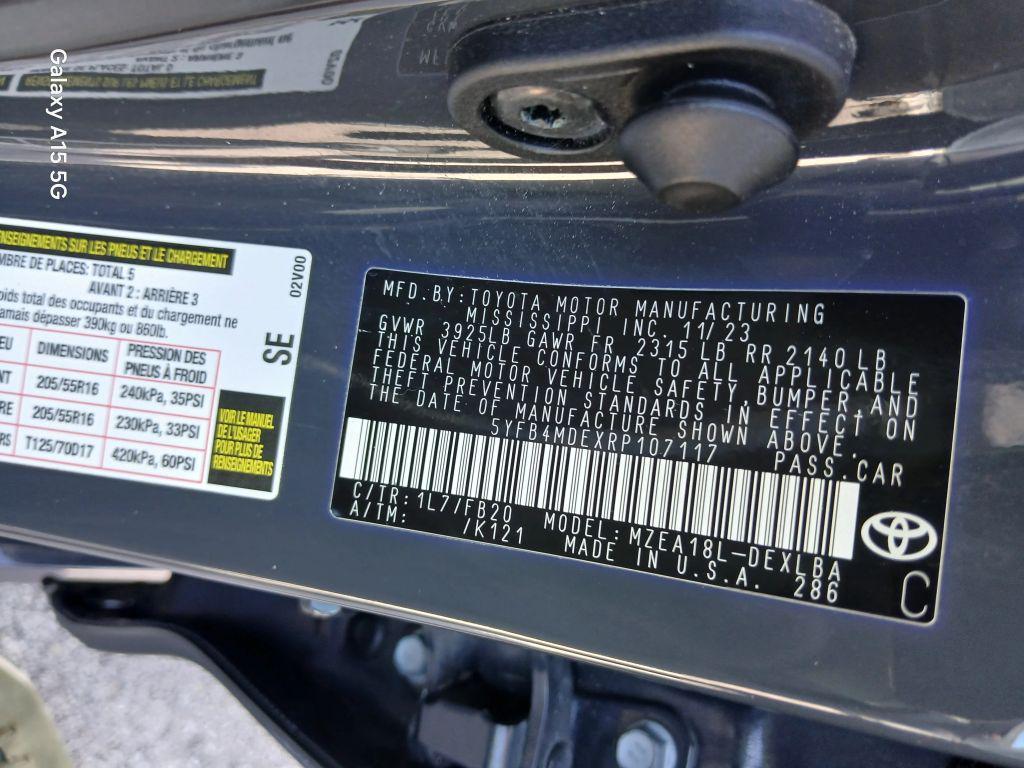 Galaxy A15 5G
NSEIGNEMENTS SUR LES PNEUS ET LE CHARGEMENT
MBRE DE PLACES: TOTAL 5
AVANT 2 : ARRIÈRE 3
oids total des occupants et du chargement ne
amais dépasser 390kg ou 860lb.
EU DIMENSIONS PRESSION DES PNEUS À FROID
NT 205/55R16 240kPa, 35PSI
RE 205/55R16 230kPa, 33PSI
RS T125/70D17 420kPa, 60PSI
02V00
SE
VOIR LE MANUEL
DE L'USAGER
POUR PLUS DE
RENSEIGNEMENTS
MFD.BY:TOYOTA MOTOR MANUFACTURING
MISSISSIPPI INC. 11/23
GVWR 3925LB GAWR FR 2315 LB RR 2140 LB
THIS VEHICLE CONFORMS TO ALL APPLICABLE
FEDERAL MOTOR VEHICLE SAFETY,BUMPER,AND
THEFT PREVENTION STANDARDS IN EFFECT ON
THE DATE OF MANUFACTURE SHOWN ABOVE.
5YFB4MDEXRP107117 PASS.CAR
C/TR:1L7/FB20 MODEL:MZEA18L-DEXLBA
A/TM: /K121 MADE IN U.S.A. 286
C